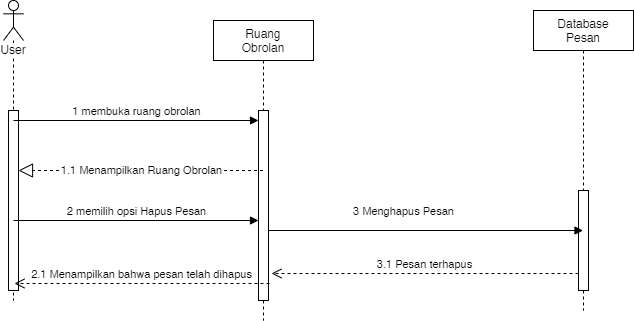 User
Ruang
Obrolan
Database
Pesan
1 membuka ruang obrolan
1.1 Menampilkan Ruang Obrolan
2 memilih opsi Hapus Pesan
3 Menghapus Pesan
3.1 Pesan terhapus
2.1 Menampilkan bahwa pesan telah dihapus